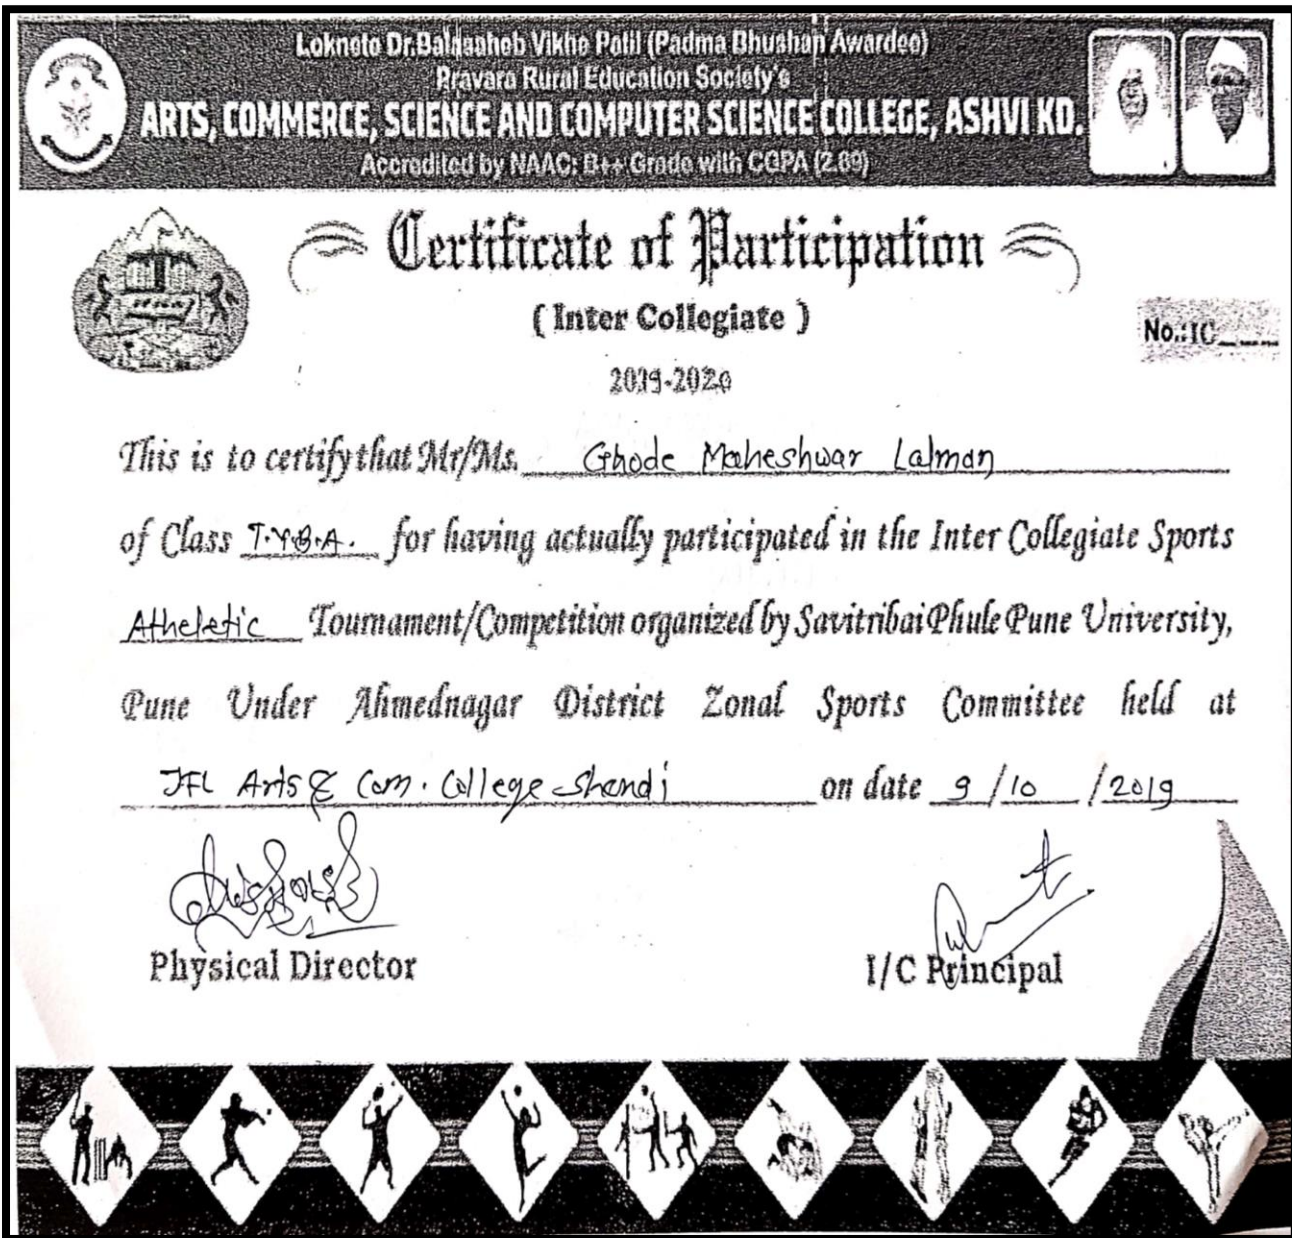 Loknete Dr.Balasaheb Vikhe Patil (Padma Bhushan Awardee)
Pravara Rural Education Society's
ARTS, COMMERCE, SCIENCE AND COMPUTER SCIENCE COLLEGE, ASHVI KD.
Accredited by NAAC: B++ Grade with CGPA (2.89)
Certificate of Participation
( Inter Collegiate )
No.:IC____
2019-2020
This is to certify that Mr/Ms. Ghode Maheshwar Lalman
of Class T.Y.B.A. for having actually participated in the Inter Collegiate Sports
Atheletic Tournament/Competition organized by Savitribai Phule Pune University,
Pune Under Ahmednagar District Zonal Sports Committee held at
Arts & Com. College Shendi on date 9 /10 /2019
Physical Director
I/C Principal